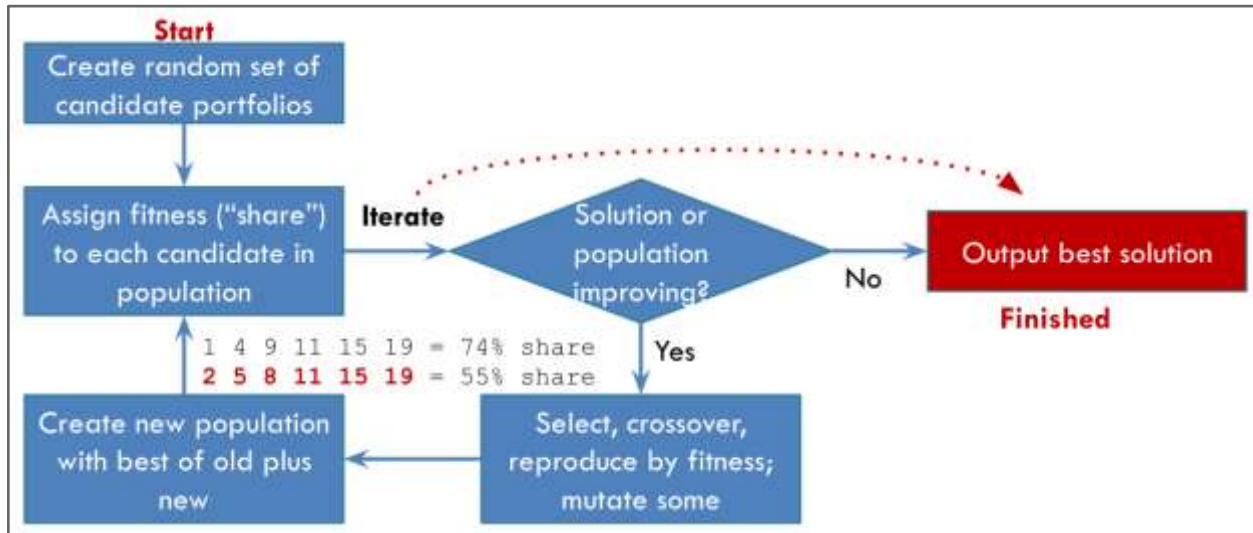 Start
Create random set of
candidate portfolios
Assign fitness (“share”)
to each candidate in
population
Iterate
Solution or
population
improving?
No
Output best solution
Finished
Yes
1 4 9 11 15 19 = 74% share
2 5 8 11 15 19 = 55% share
Create new population
with best of old plus
new
Select, crossover,
reproduce by fitness;
mutate some